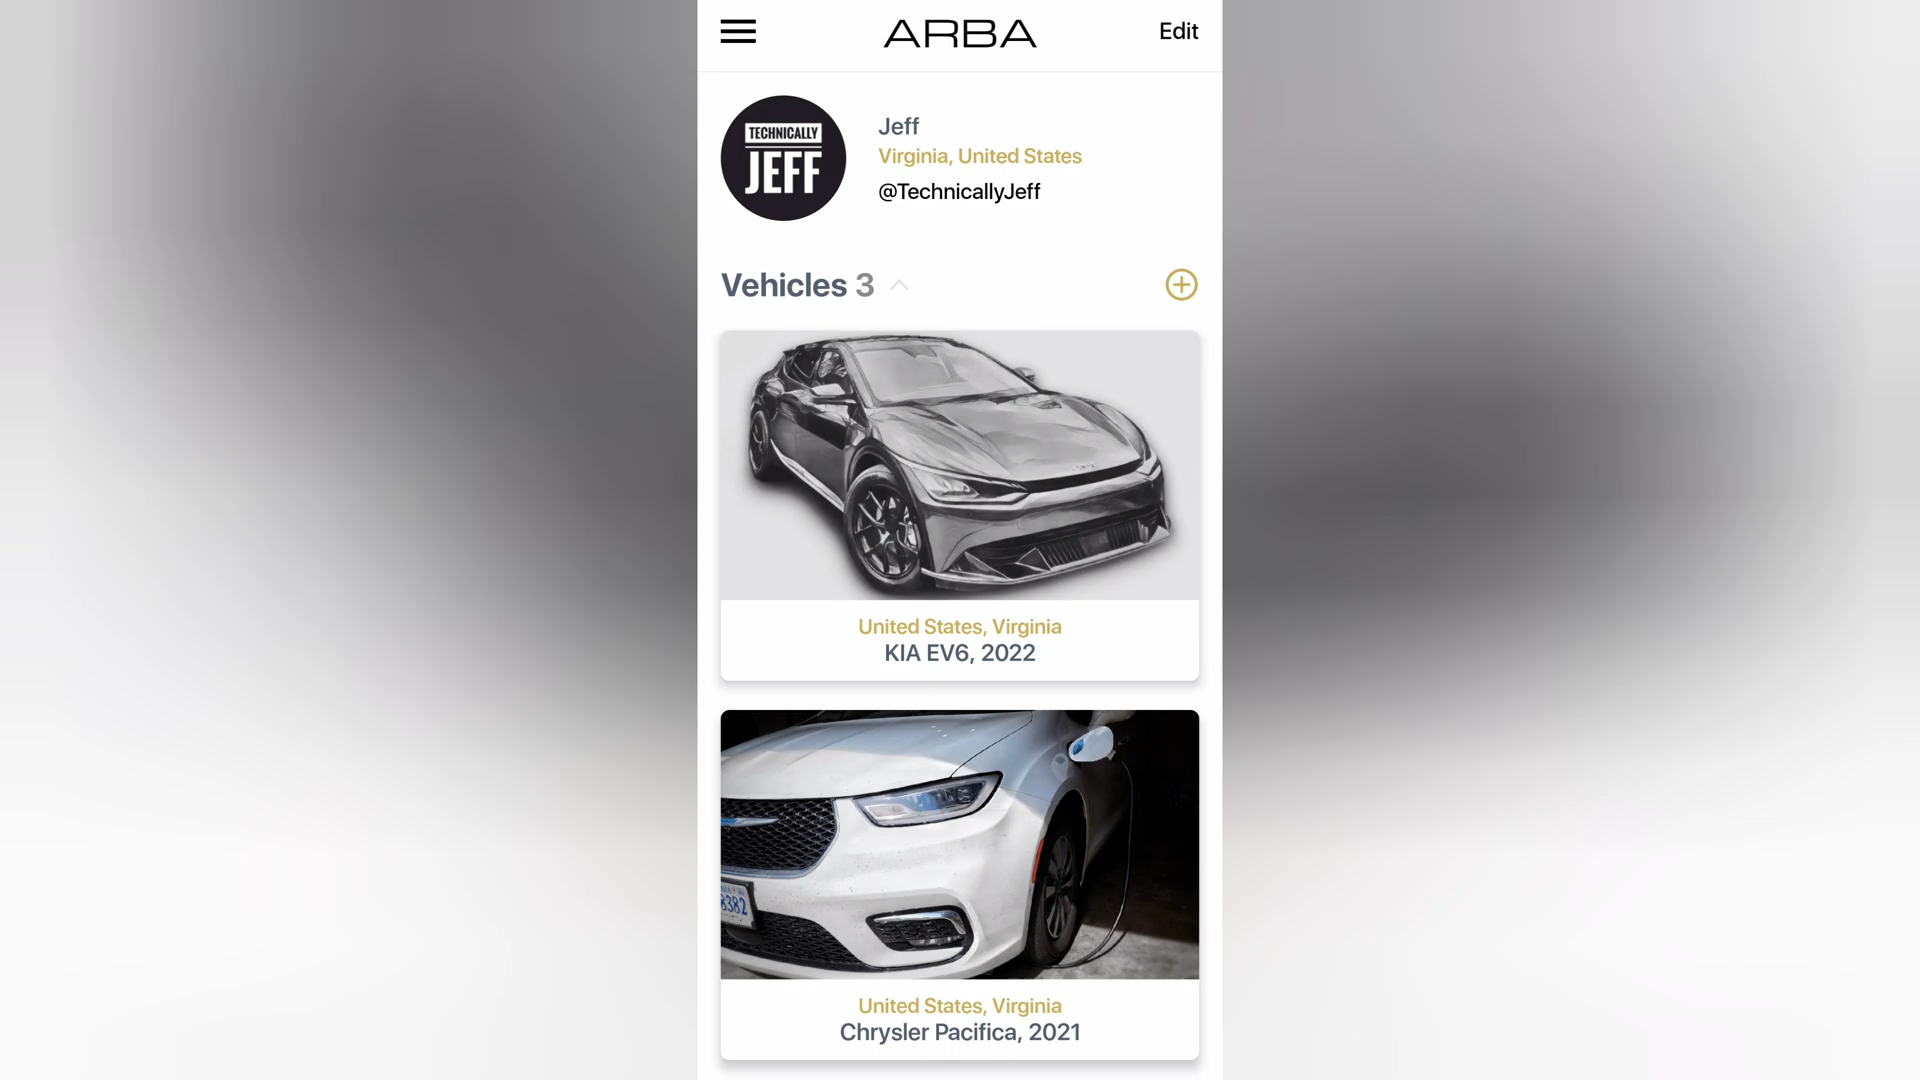 ARBA
Edit
TECHNICALLY
JEFF
Jeff
Virginia, United States
@TechnicallyJeff
Vehicles 3
United States, Virginia
KIA EV6, 2022
8382
United States, Virginia
Chrysler Pacifica, 2021